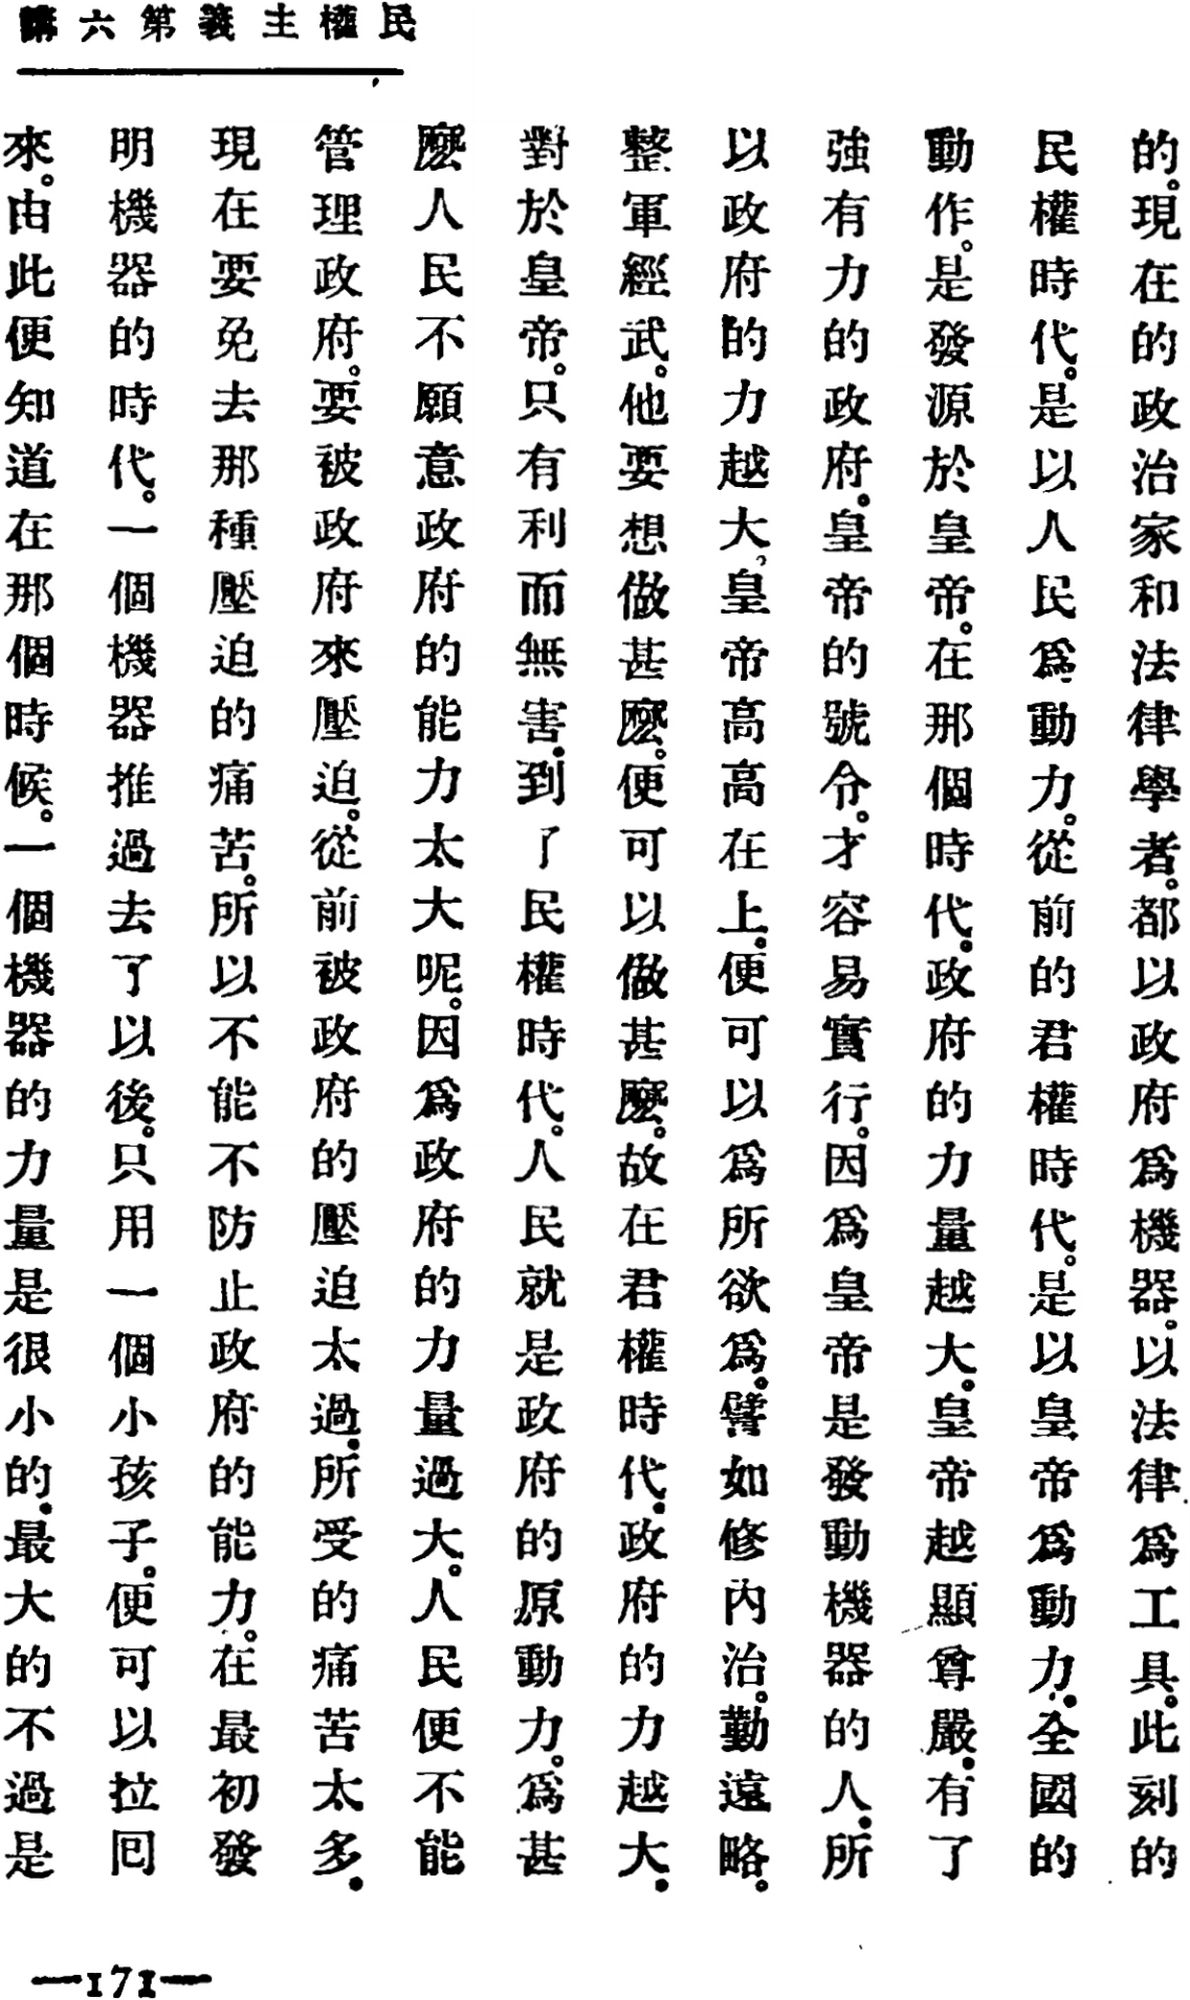 民權主義第六講
的。現在的政治家和法律學者。都以政府爲機器。以法律爲工具。此刻的
民權時代。是以人民爲動力。從前的君權時代。是以皇帝爲動力。全國的
動作。是發源於皇帝。在那個時代。政府的力量越大。皇帝越顯尊嚴。有了
強有力的政府。皇帝的號令。才容易實行。因爲皇帝是發動機器的人。所
以政府的力越大，皇帝高高在上。便可以爲所欲爲。譬如修內治。勤遠略。
整軍經武。他要想做甚麼。便可以做甚麼。故在君權時代。政府的力越大。
對於皇帝。只有利而無害。到了民權時代。人民就是政府的原動力。爲甚
麼人民不願意政府的能力太大呢。因爲政府的力量過大。人民便不能
管理政府。要被政府來壓迫。從前被政府的壓迫太過。所受的痛苦太多。
現在要免去那種壓迫的痛苦。所以不能不防止政府的能力。在最初發
明機器的時代。一個機器推過去了以後。只用一個小孩子。便可以拉囘
來。由此便知道在那個時候。一個機器的力量是很小的。最大的不過是
—171—